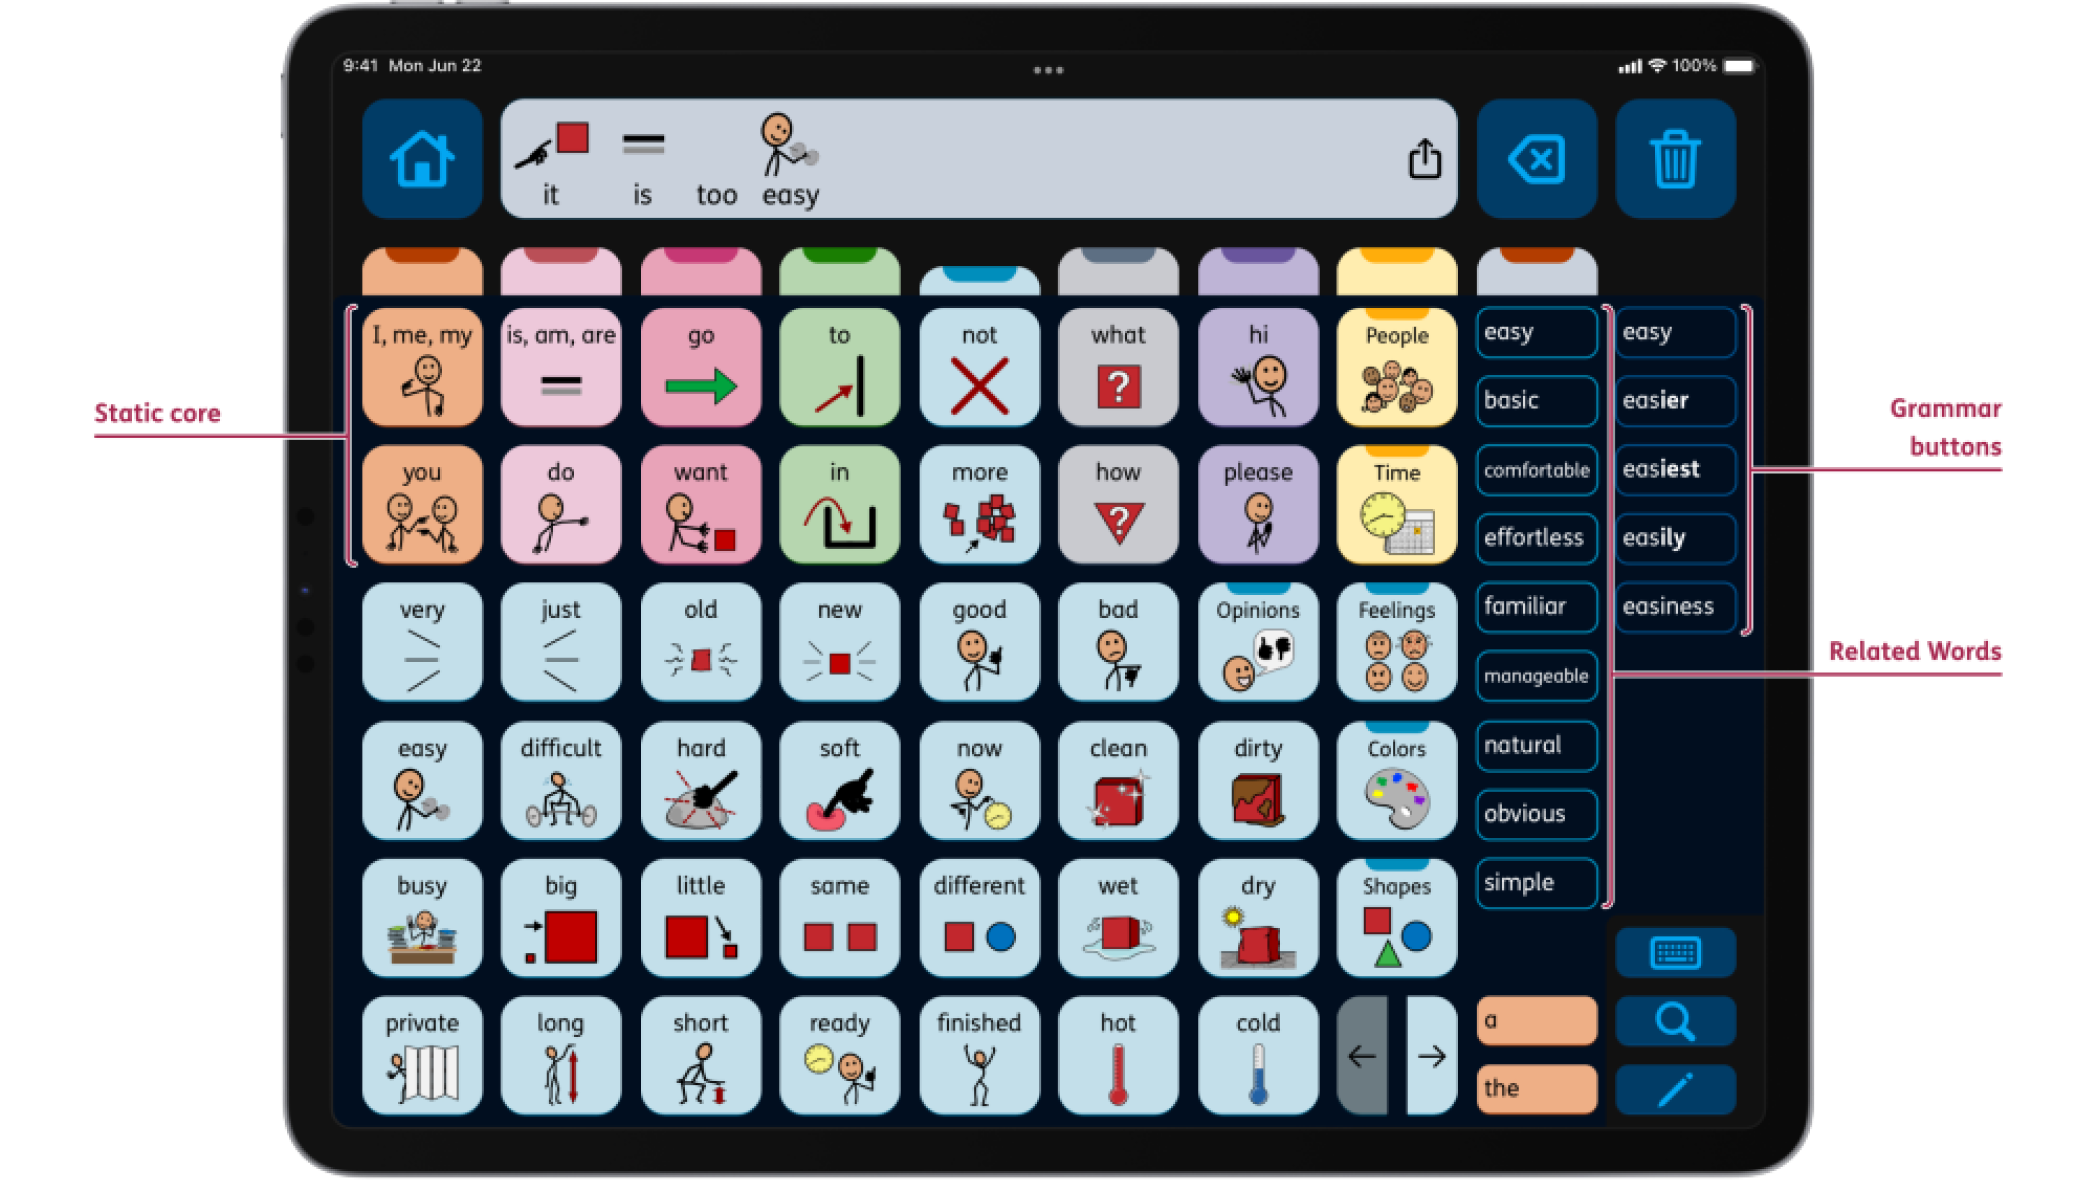 9:41 Mon Jun 22
100%
it is too easy
Static core
Grammar
buttons
Related Words
I, me, my
is, am, are
go
to
not
what
hi
People
you
do
want
in
more
how
please
Time
very
just
old
new
good
bad
Opinions
Feelings
easy
difficult
hard
soft
now
clean
dirty
Colors
busy
big
little
same
different
wet
dry
Shapes
private
long
short
ready
finished
hot
cold
easy
basic
comfortable
effortless
familiar
manageable
natural
obvious
simple
a
the
easy
easier
easiest
easily
easiness